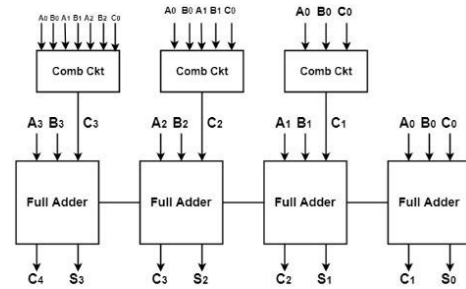 A0 B0 A1 B1 A2 B2 C0
A0 B0 A1 B1 C0
A0 B0 C0
Comb Ckt
Comb Ckt
Comb Ckt
A3 B3 C3
A2 B2 C2
A1 B1 C1
A0 B0 C0
Full Adder
Full Adder
Full Adder
Full Adder
C4 S3
C3 S2
C2 S1
C1 S0